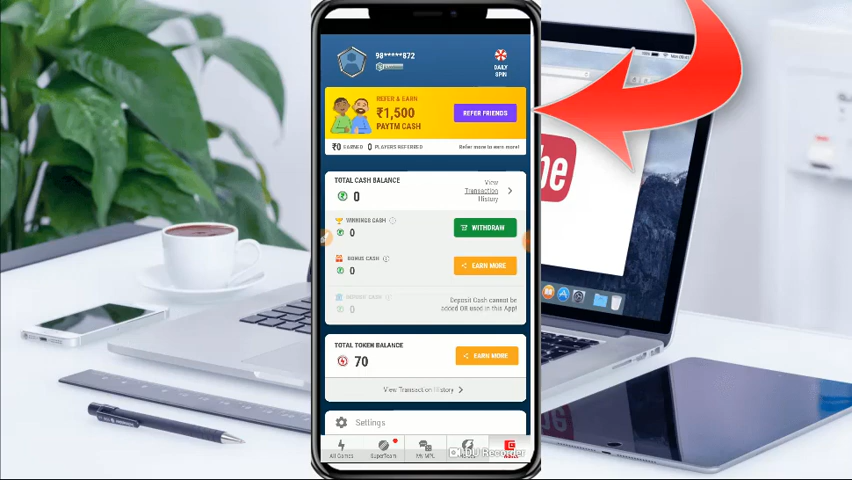 98*****872
DAILY
SPIN
REFER & EARN
₹1,500
PAYTM CASH
REFER FRIENDS
₹0 EARNED 0 PLAYERS REFERRED
Refer more to earn more!
TOTAL CASH BALANCE
0
View
Transaction
History
WINNINGS CASH
0
WITHDRAW
BONUS CASH
0
EARN MORE
DEPOSIT CASH
0
Deposit Cash cannot be
added OR used in this App!
TOTAL TOKEN BALANCE
70
EARN MORE
View Transaction History
Settings
All Games
SuperTeam
My MPL
DU Recorder
be